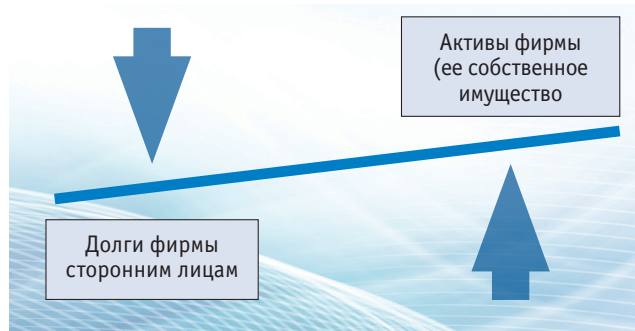 Активы фирмы
(ее собственное
имущество
Долги фирмы
сторонним лицам